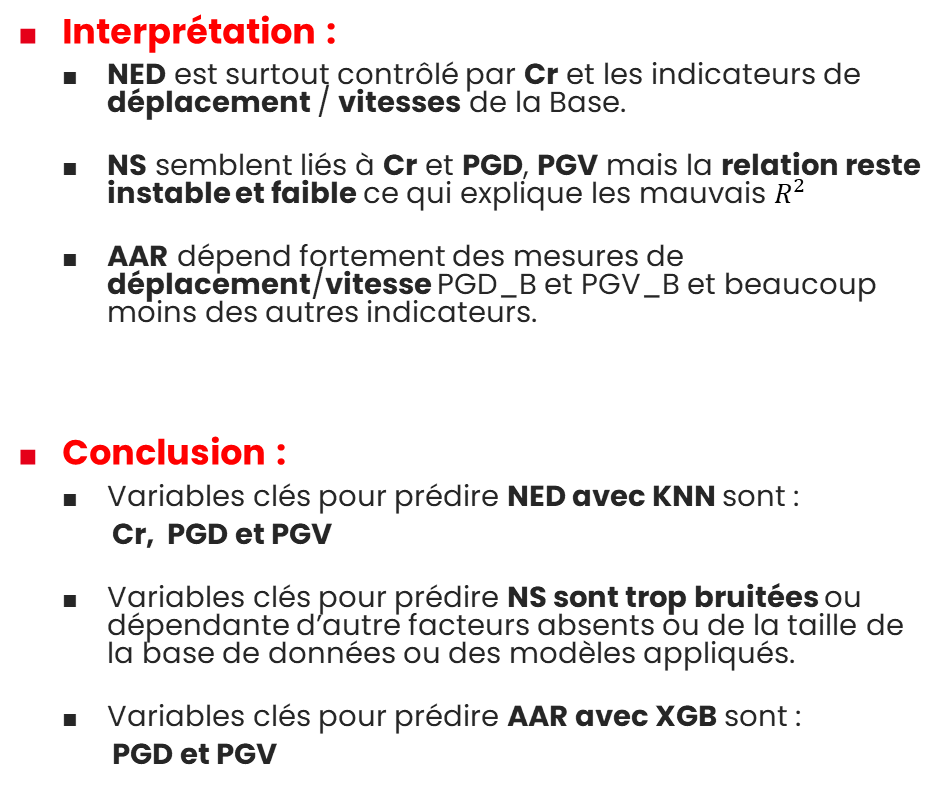 Interprétation :
NED est surtout contrôlé par Cr et les indicateurs de
déplacement / vitesses de la Base.
NS semblent liés à Cr et PGD, PGV mais la relation reste
instable et faible ce qui explique les mauvais R²
AAR dépend fortement des mesures de
déplacement/vitesse PGD_B et PGV_B et beaucoup
moins des autres indicateurs.
Conclusion :
Variables clés pour prédire NED avec KNN sont :
Cr, PGD et PGV
Variables clés pour prédire NS sont trop bruitées ou
dépendante d'autre facteurs absents ou de la taille de
la base de données ou des modèles appliqués.
Variables clés pour prédire AAR avec XGB sont :
PGD et PGV